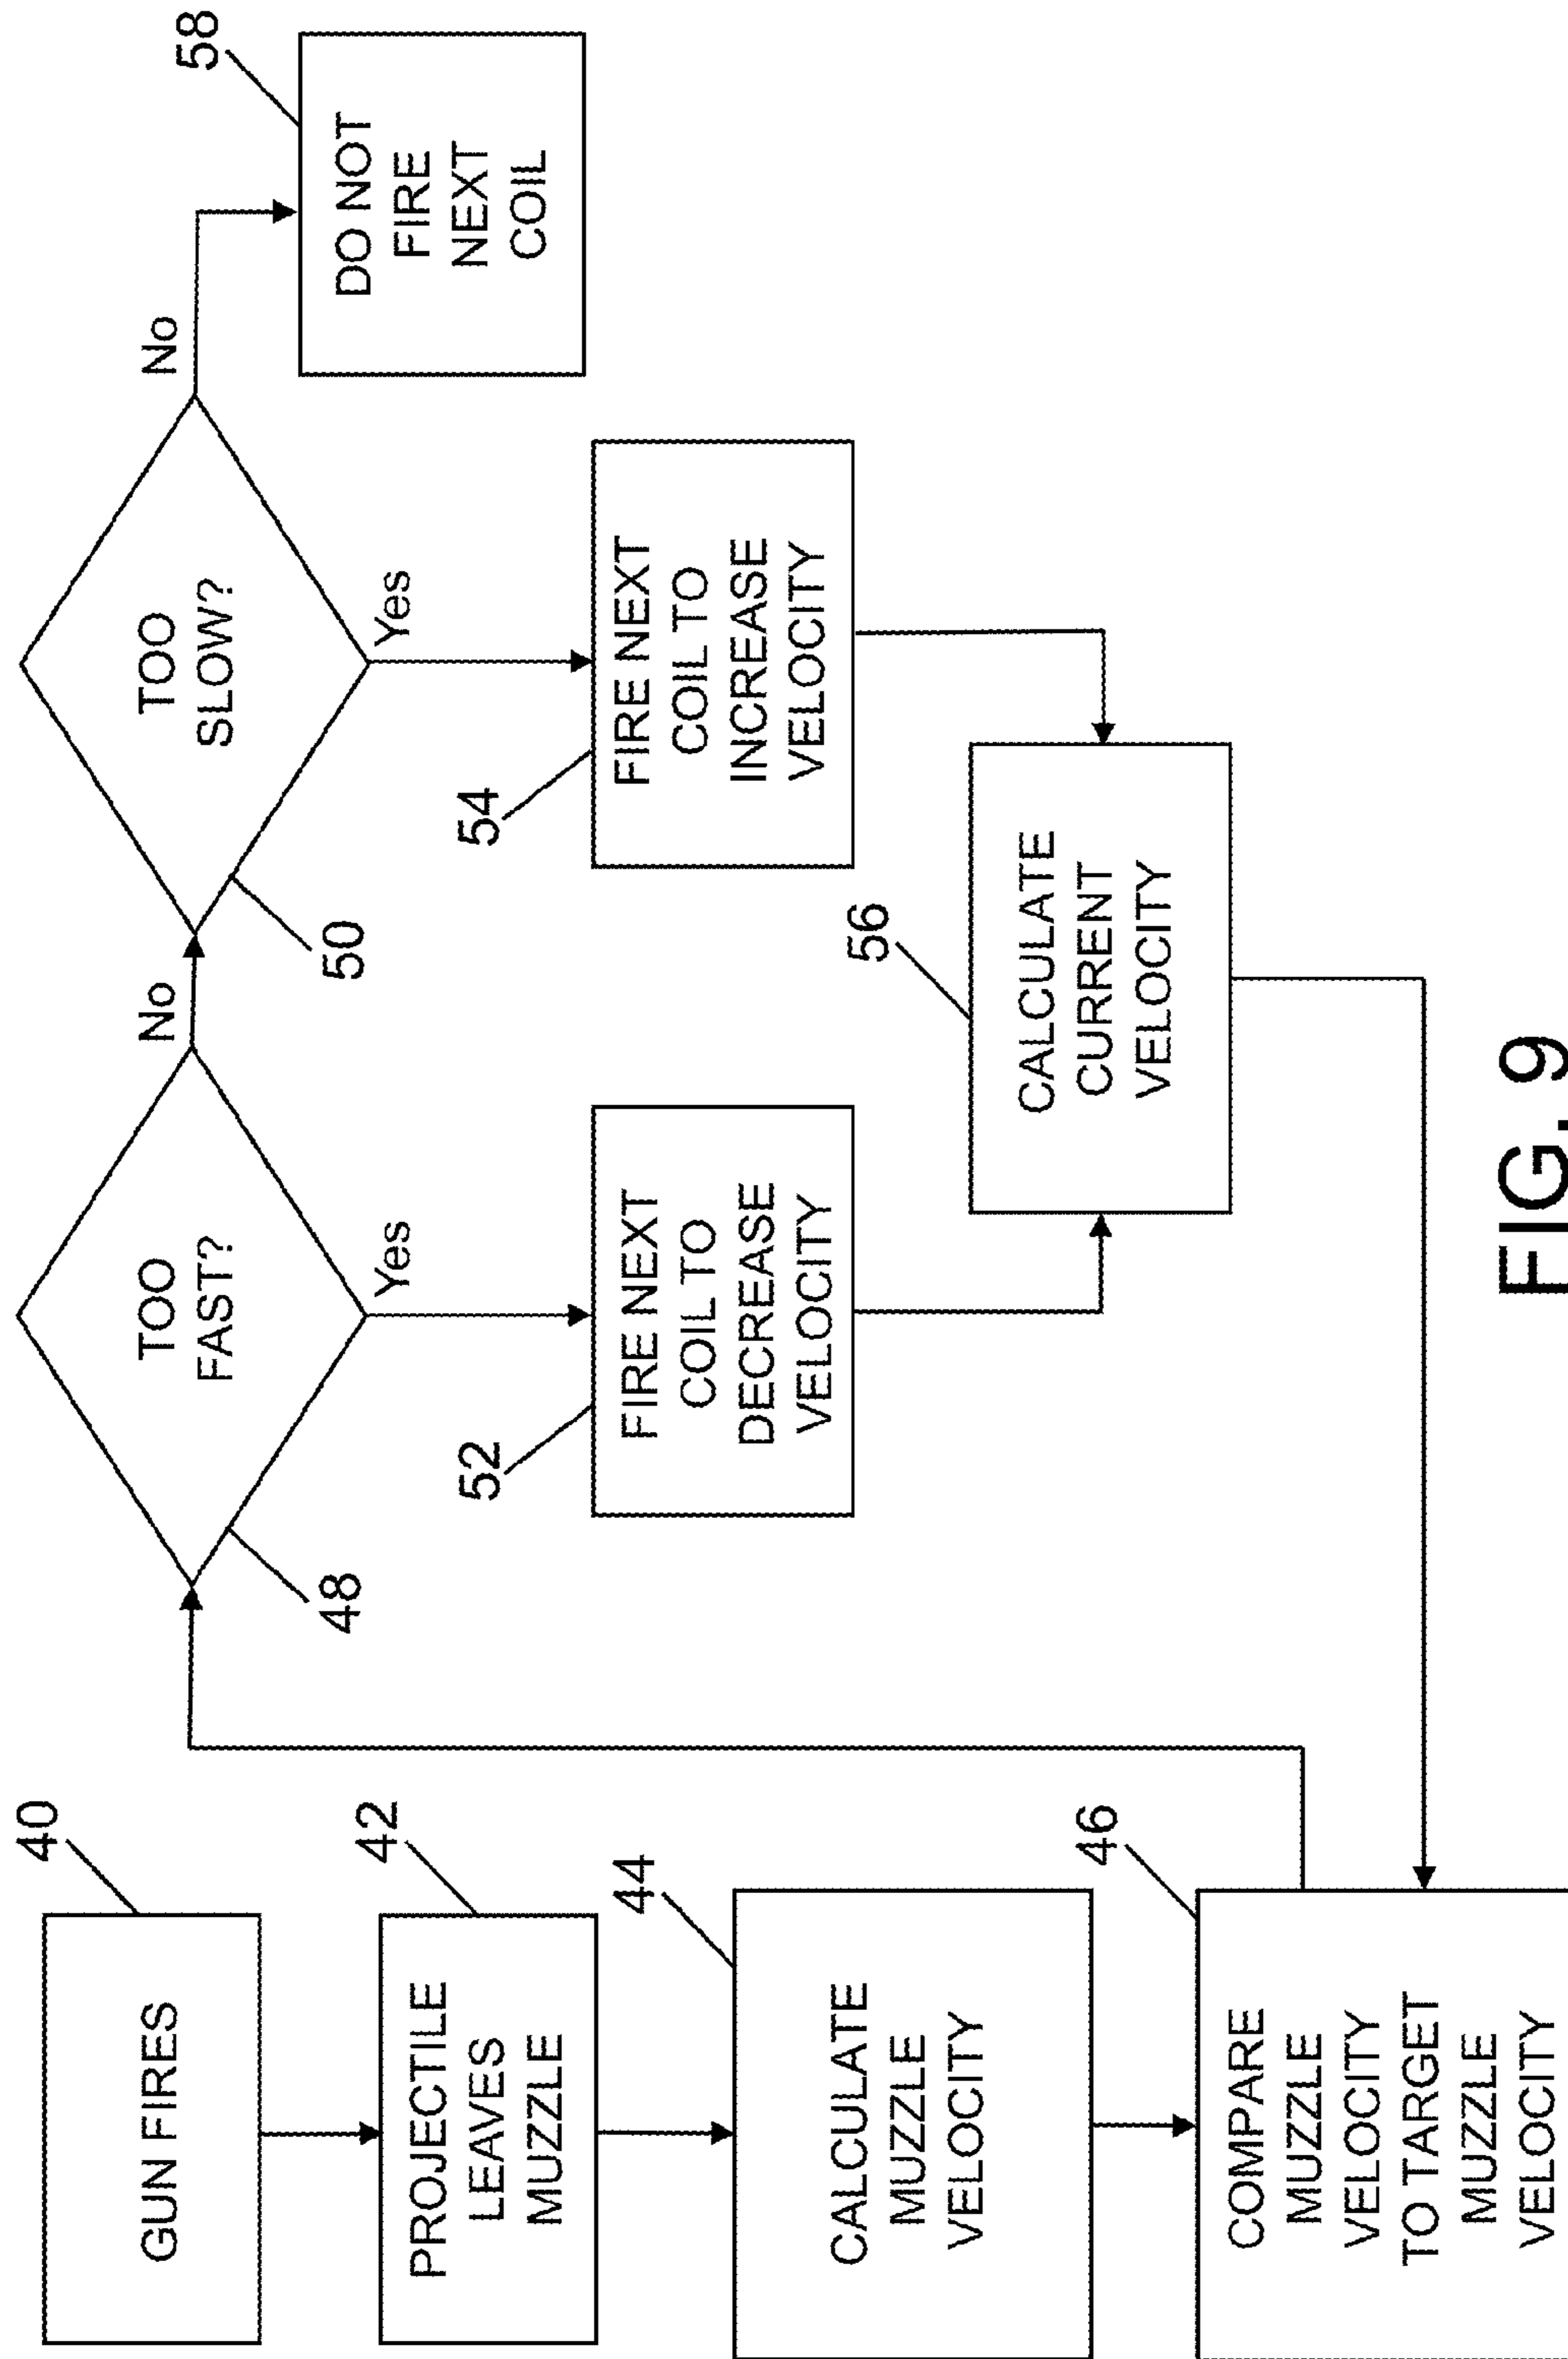 40
GUN FIRES
42
PROJECTILE
LEAVES
MUZZLE
44
CALCULATE
MUZZLE
VELOCITY
46
COMPARE
MUZZLE
VELOCITY
TO TARGET
MUZZLE
VELOCITY
48
TOO
FAST?
No
Yes
50
TOO
SLOW?
No
Yes
52
FIRE NEXT
COIL TO
DECREASE
VELOCITY
54
FIRE NEXT
COIL TO
INCREASE
VELOCITY
56
CALCULATE
CURRENT
VELOCITY
58
DO NOT
FIRE
NEXT
COIL
FIG. 9